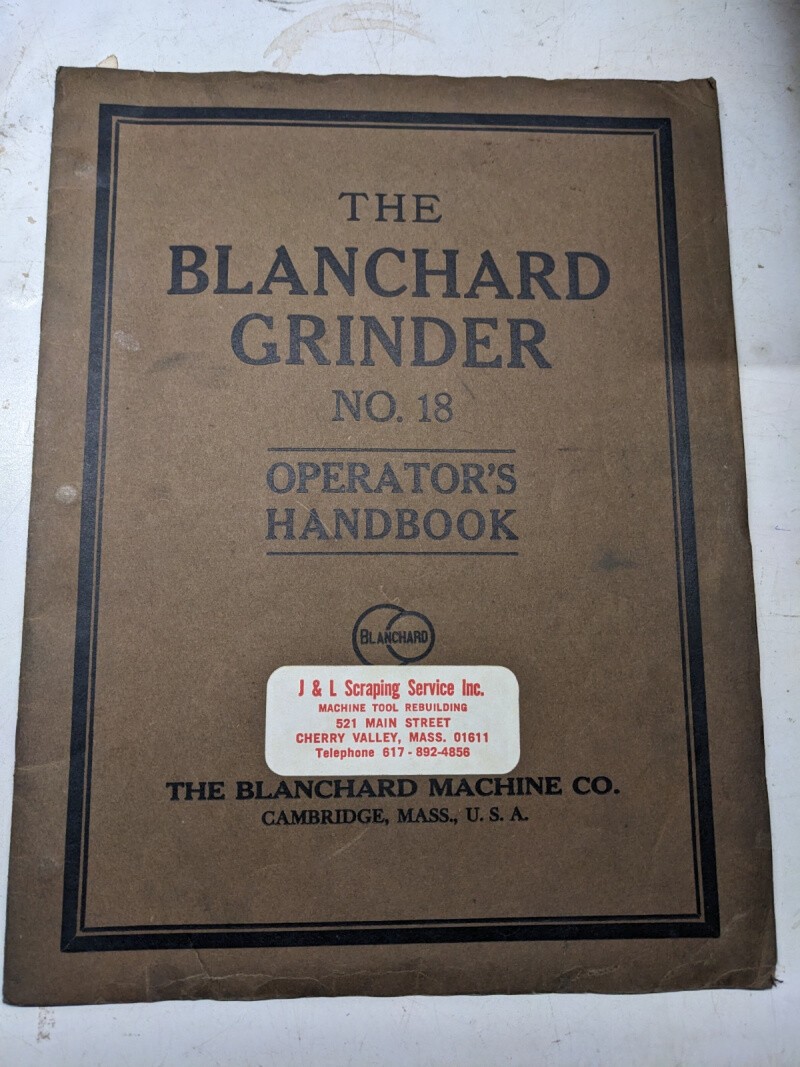 THE
BLANCHARD
GRINDER
NO. 18
OPERATOR'S
HANDBOOK
BLANCHARD
J & L Scraping Service Inc.
MACHINE TOOL REBUILDING
521 MAIN STREET
CHERRY VALLEY, MASS. 01611
Telephone 617 - 892-4856
THE BLANCHARD MACHINE CO.
CAMBRIDGE, MASS., U. S. A.